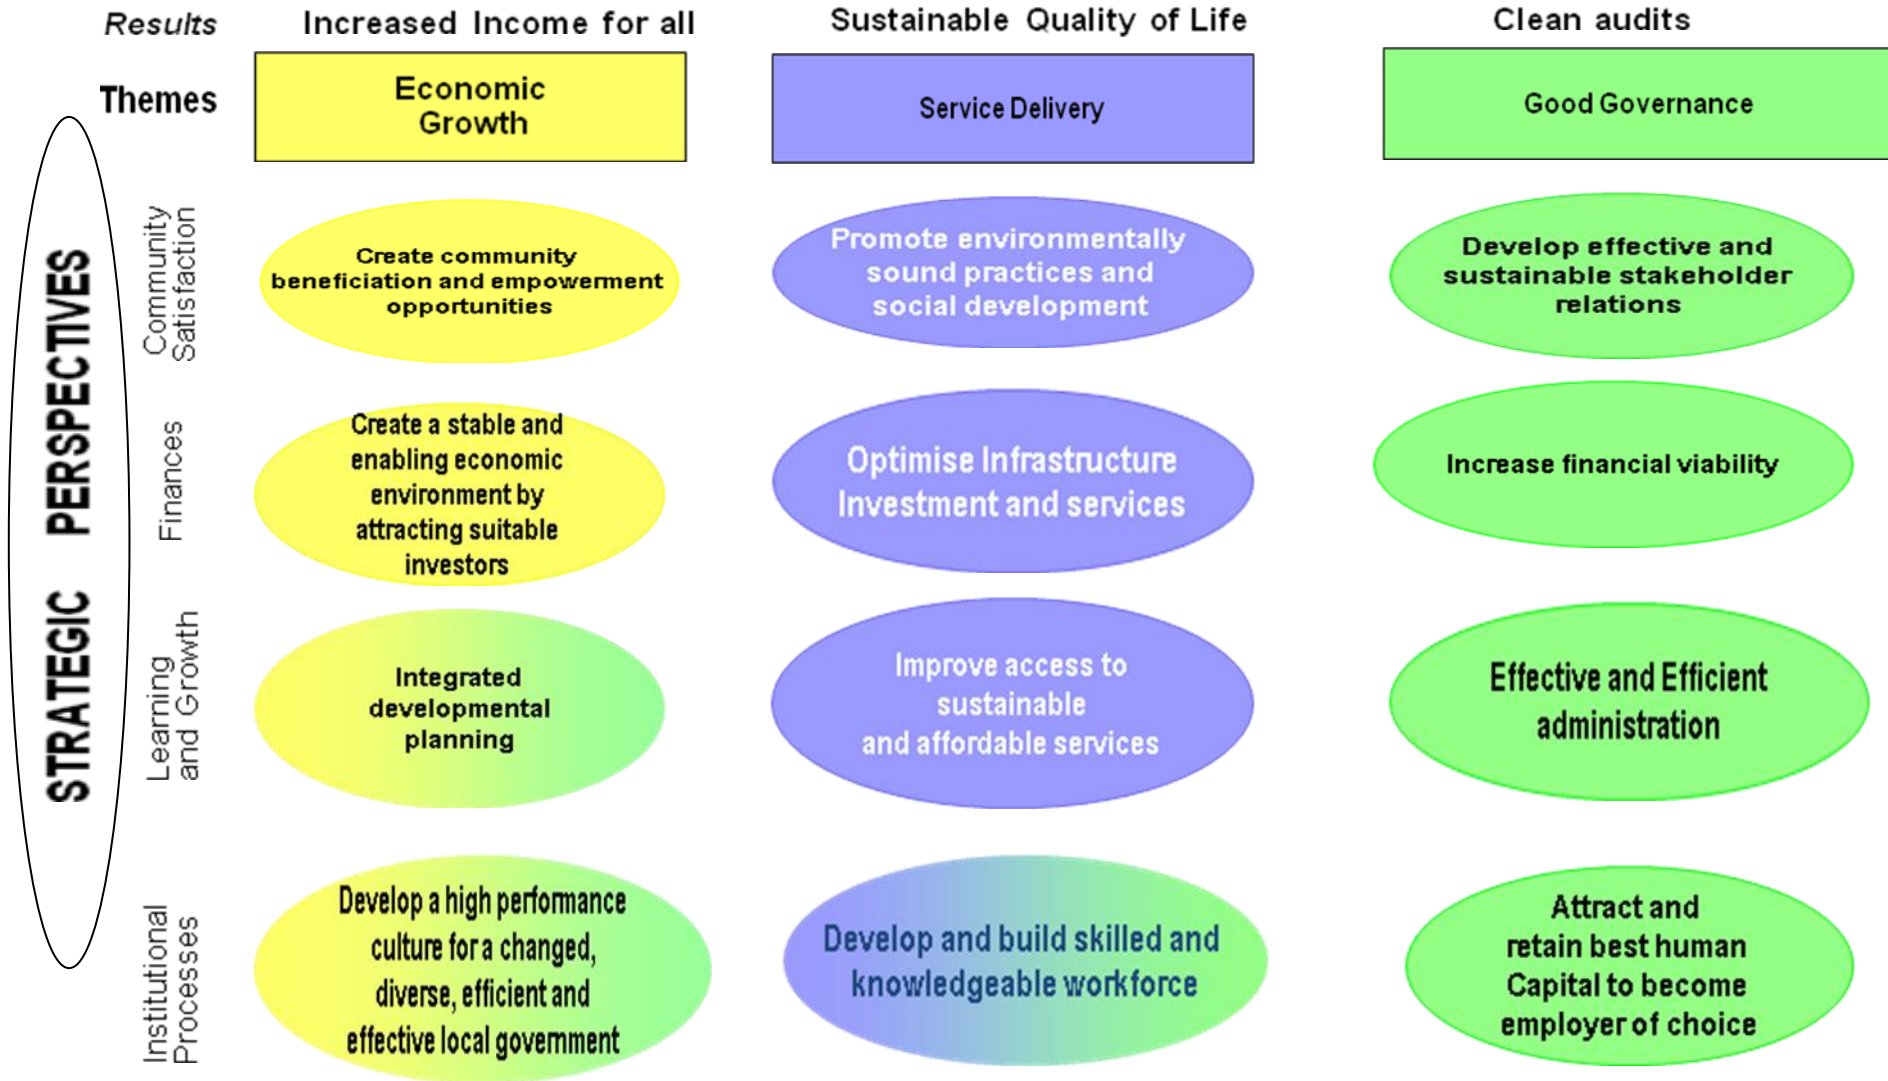 Results
Increased Income for all
Sustainable Quality of Life
Clean audits
Themes
Economic
Growth
Service Delivery
Good Governance
STRATEGIC PERSPECTIVES
Community
Satisfaction
Create community
beneficiation and empowerment
opportunities
Promote environmentally
sound practices and
social development
Develop effective and
sustainable stakeholder
relations
Finances
Create a stable and
enabling economic
environment by
attracting suitable
investors
Optimise Infrastructure
Investment and services
Increase financial viability
Learning
and Growth
Integrated
developmental
planning
Improve access to
sustainable
and affordable services
Effective and Efficient
administration
Institutional
Processes
Develop a high performance
culture for a changed,
diverse, efficient and
effective local government
Develop and build skilled and
knowledgeable workforce
Attract and
retain best human
Capital to become
employer of choice